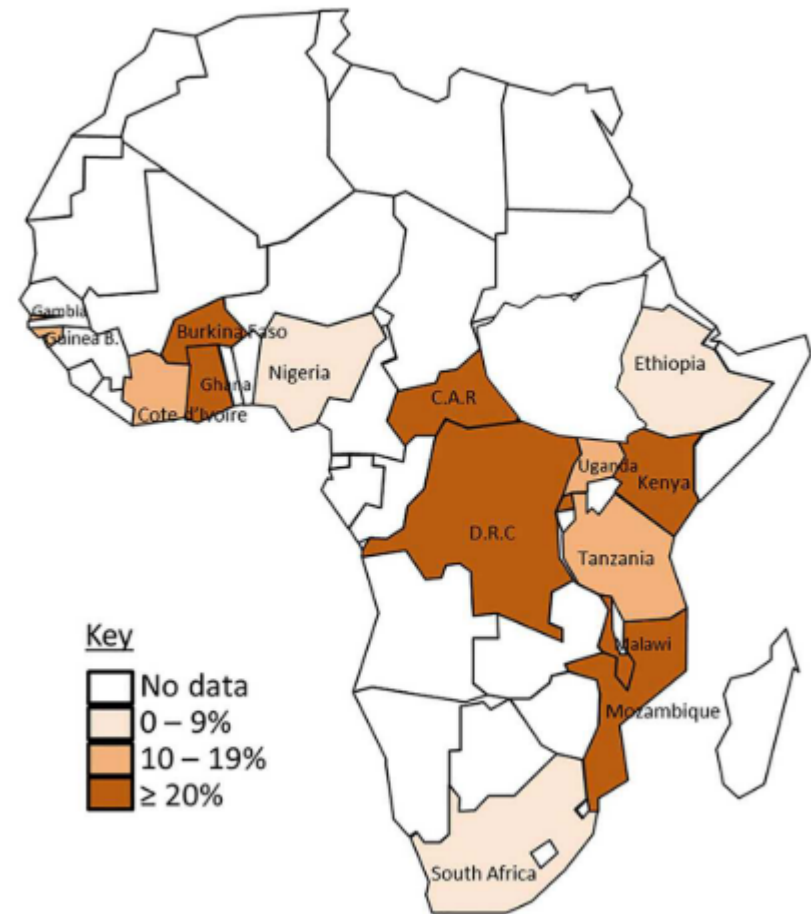 Gambia
Guinea B.
Burkina Faso
Ghana
Cote d'Ivoire
Nigeria
C.A.R
Ethiopia
Uganda
Kenya
D.R.C
Tanzania
Malawi
Mozambique
South Africa
Key
No data
0 – 9%
10 – 19%
≥ 20%